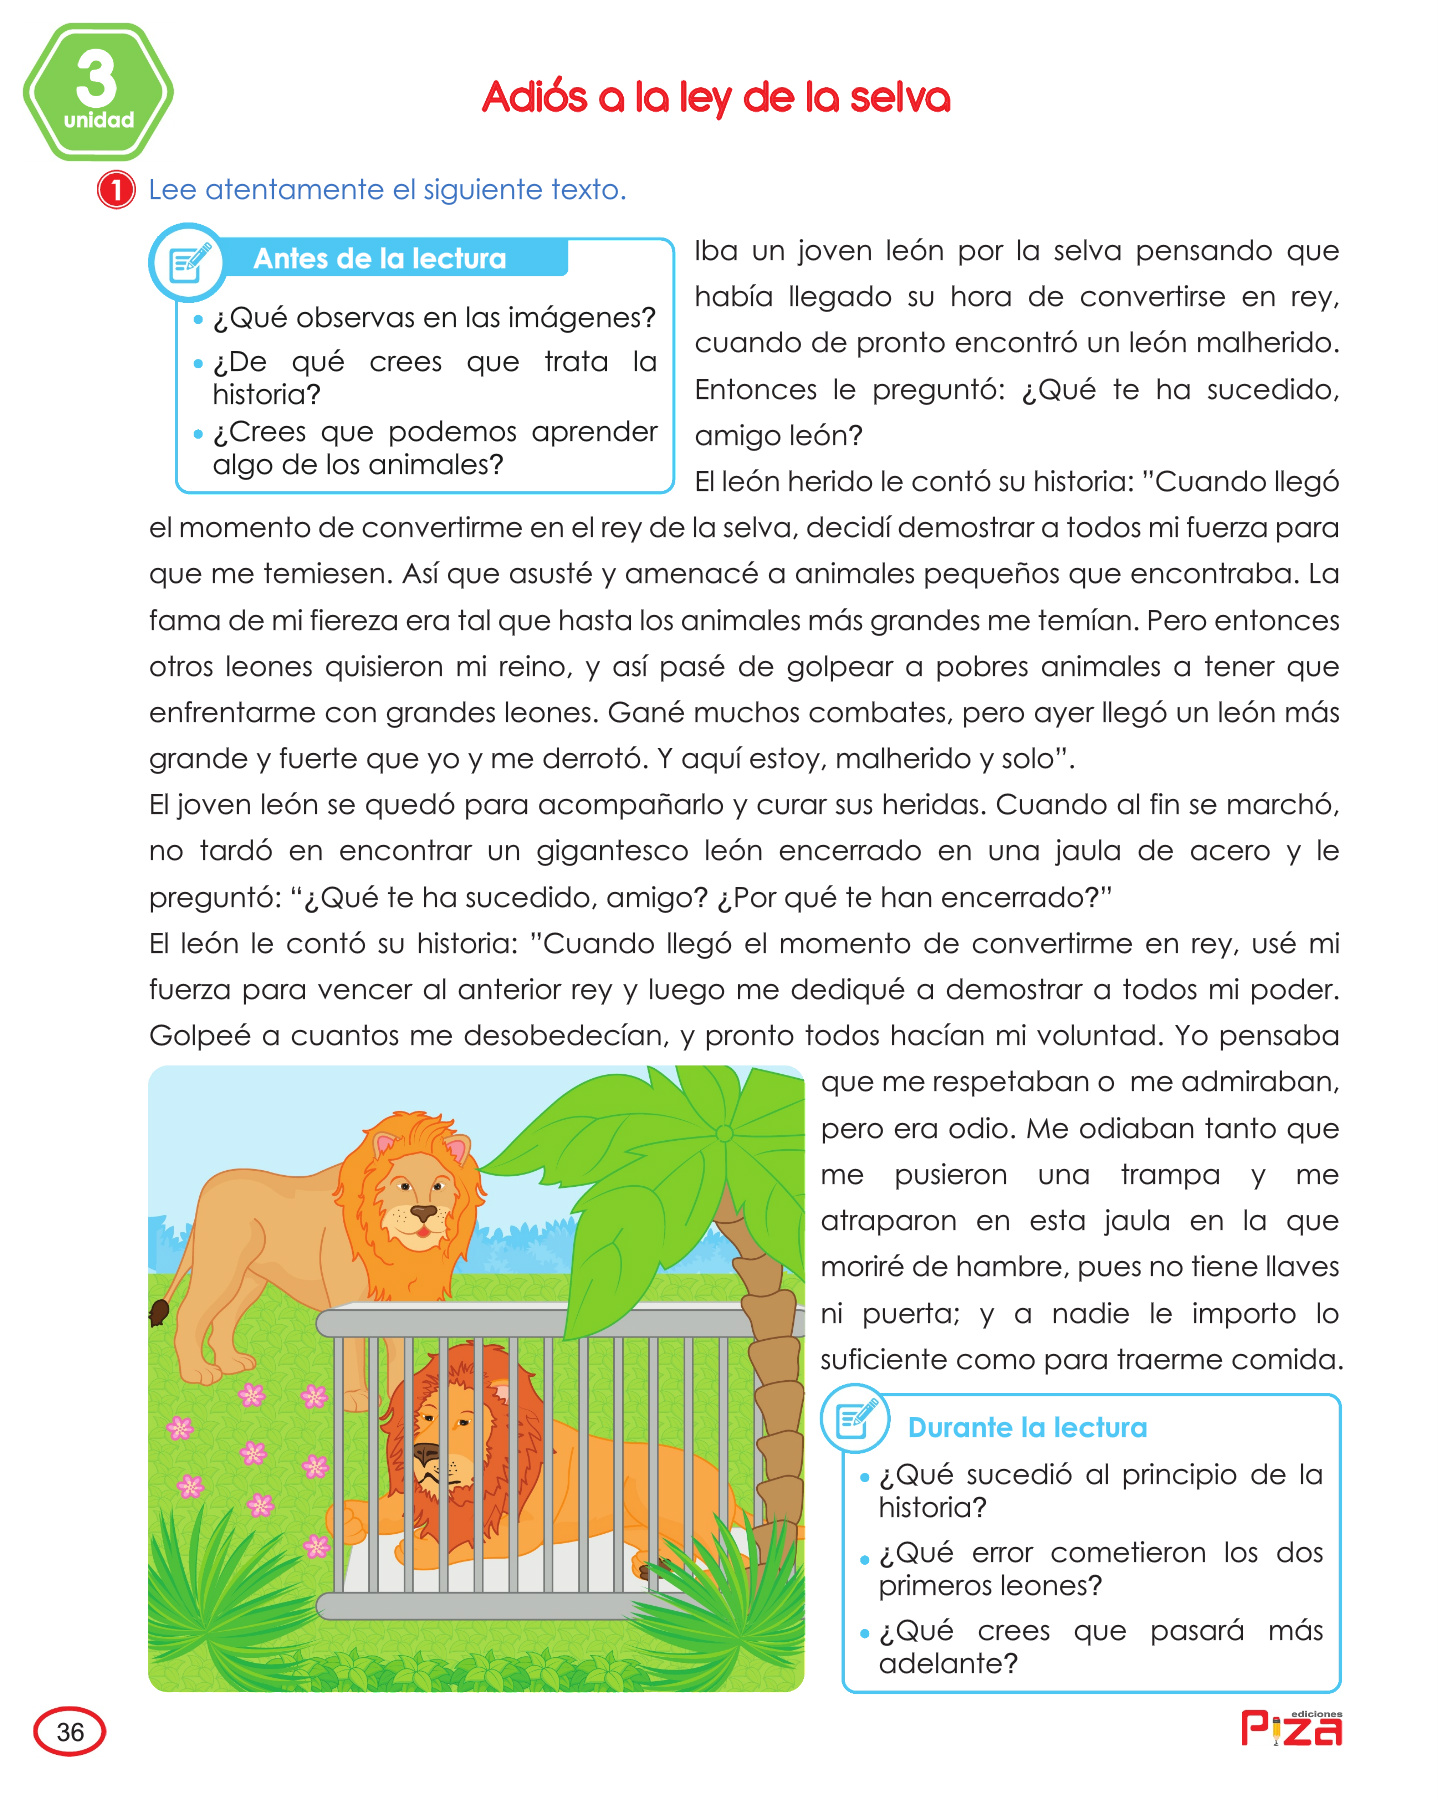 3
unidad
Adiós a la ley de la selva
1 Lee atentamente el siguiente texto.
Antes de la lectura
• ¿Qué observas en las imágenes?
• ¿De qué crees que trata la
historia?
• ¿Crees que podemos aprender
algo de los animales?
Iba un joven león por la selva pensando que
había llegado su hora de convertirse en rey,
cuando de pronto encontró un león malherido.
Entonces le preguntó: ¿Qué te ha sucedido,
amigo león?
El león herido le contó su historia: ”Cuando llegó
el momento de convertirme en el rey de la selva, decidí demostrar a todos mi fuerza para
que me temiesen. Así que asusté y amenacé a animales pequeños que encontraba. La
fama de mi fiereza era tal que hasta los animales más grandes me temían. Pero entonces
otros leones quisieron mi reino, y así pasé de golpear a pobres animales a tener que
enfrentarme con grandes leones. Gané muchos combates, pero ayer llegó un león más
grande y fuerte que yo y me derrotó. Y aquí estoy, malherido y solo”.
El joven león se quedó para acompañarlo y curar sus heridas. Cuando al fin se marchó,
no tardó en encontrar un gigantesco león encerrado en una jaula de acero y le
preguntó: “¿Qué te ha sucedido, amigo? ¿Por qué te han encerrado?”
El león le contó su historia: ”Cuando llegó el momento de convertirme en rey, usé mi
fuerza para vencer al anterior rey y luego me dediqué a demostrar a todos mi poder.
Golpeé a cuantos me desobedecían, y pronto todos hacían mi voluntad. Yo pensaba
que me respetaban o me admiraban,
pero era odio. Me odiaban tanto que
me pusieron una trampa y me
atraparon en esta jaula en la que
moriré de hambre, pues no tiene llaves
ni puerta; y a nadie le importo lo
suficiente como para traerme comida.
Durante la lectura
• ¿Qué sucedió al principio de la
historia?
• ¿Qué error cometieron los dos
primeros leones?
• ¿Qué crees que pasará más
adelante?
36
ediciones
Piza